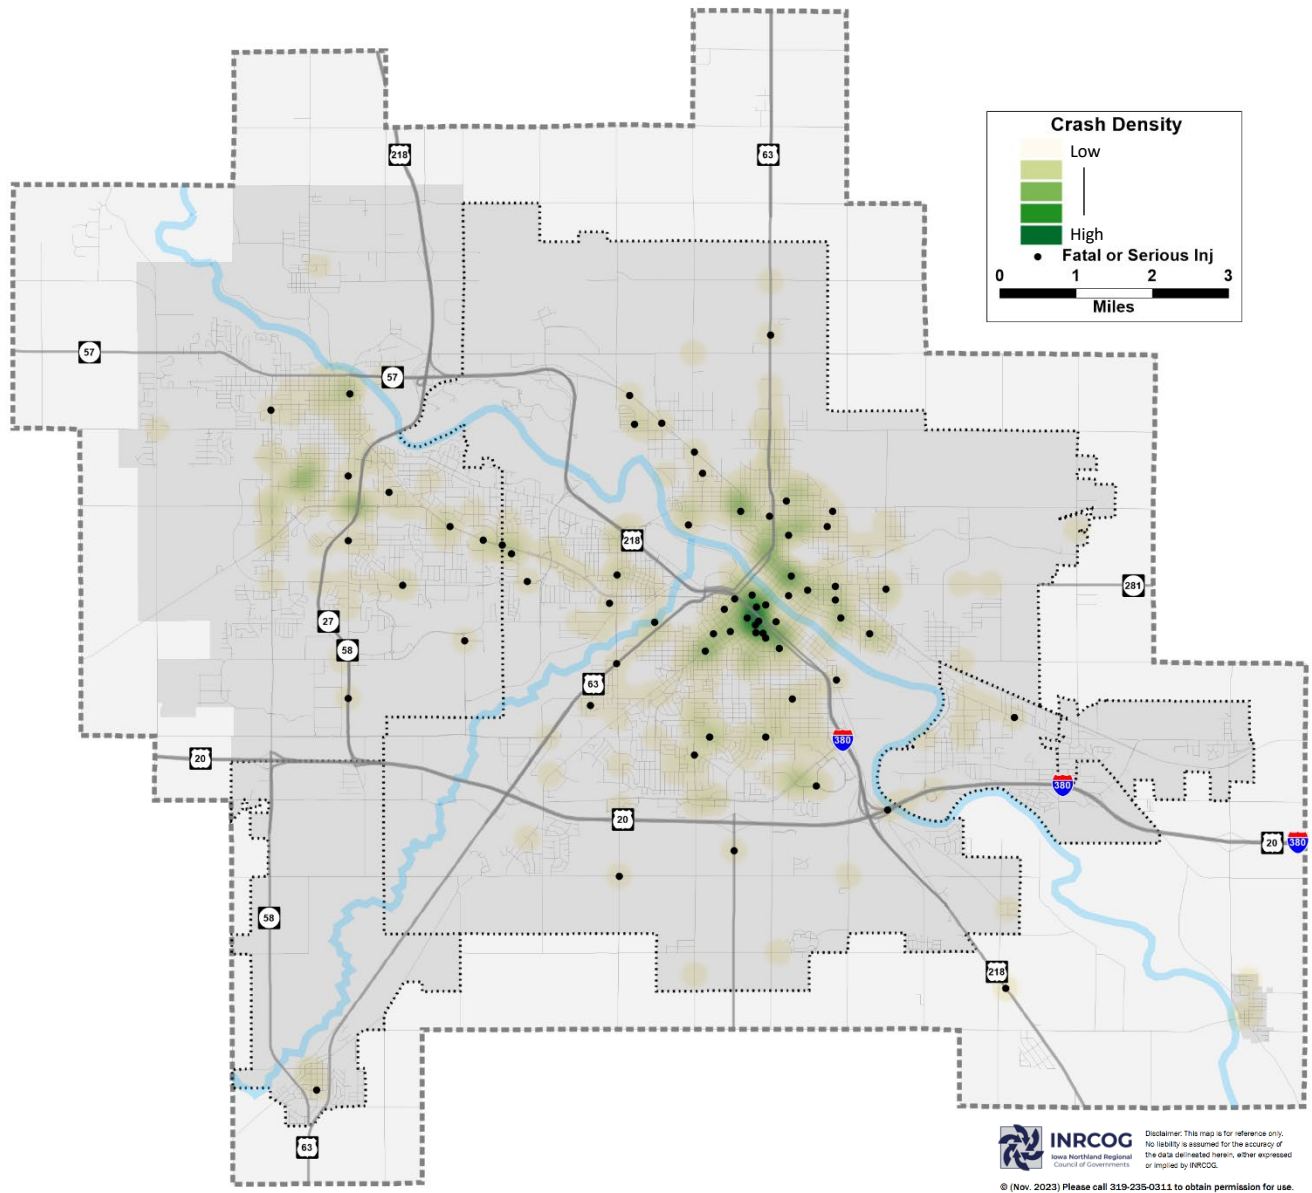 218
63
Crash Density
Low
High
Fatal or Serious Inj
0 1 2 3
Miles
57
57
218
281
27
58
63
380
20
380
20
20
380
58
218
63
INRCOG
Iowa Northland Regional
Council of Governments
Disclaimer: This map is for reference only.
No liability is assumed for the accuracy of
the data delineated herein, either expressed
or implied by INRCOG.
© (Nov. 2023) Please call 319-235-0311 to obtain permission for use.